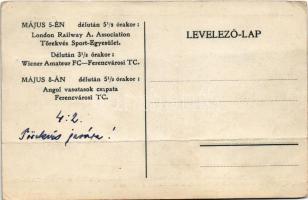 MÁJUS 5-ÉN délután 5½ órakor:
London Railway A. Association
Törekvés Sport-Egyesület.
Délután 3½ órakor:
Wiener Amateur FC—Ferencvárosi TC.
MÁJUS 8-ÁN délután 5½ órakor:
Angol vasutasok csapata
Ferencvárosi TC.
4:2.
Törekvés javára!
LEVELEZŐ-LAP